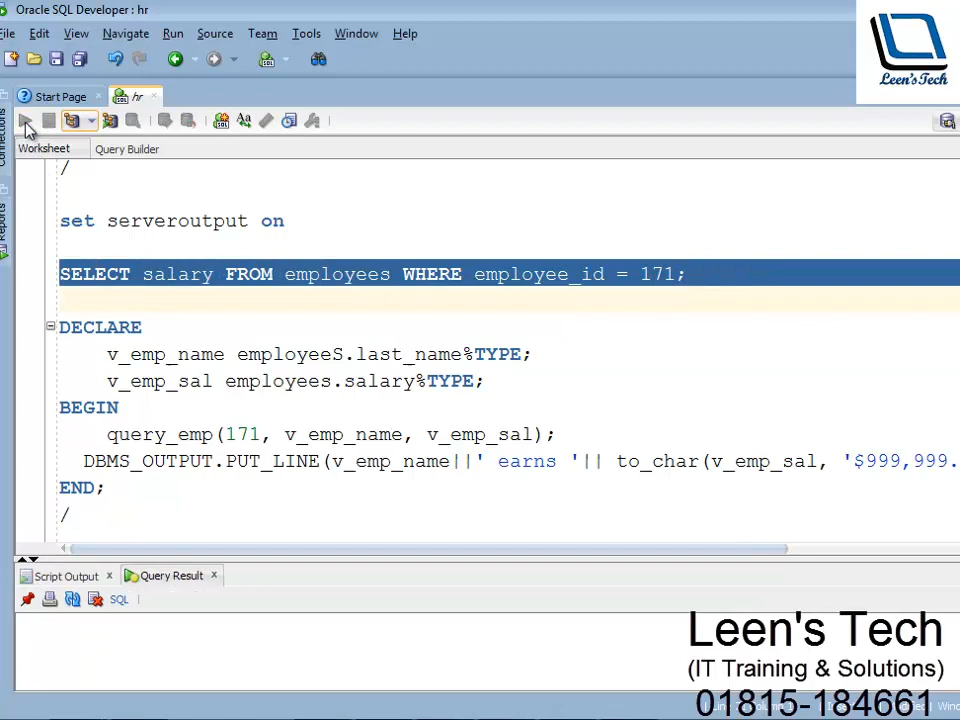 Oracle SQL Developer : hr
File Edit View Navigate Run Source Team Tools Window Help
Leen'sTech
Start Page hr
Connections
Worksheet Query Builder
Reports
/
set serveroutput on
SELECT salary FROM employees WHERE employee_id = 171;
DECLARE
v_emp_name employeeS.last_name%TYPE;
v_emp_sal employees.salary%TYPE;
BEGIN
query_emp(171, v_emp_name, v_emp_sal);
DBMS_OUTPUT.PUT_LINE(v_emp_name||' earns '|| to_char(v_emp_sal, '$999,999.
END;
/
Script Output Query Result
SQL
Leen's Tech
(IT Training & Solutions)
01815-184661